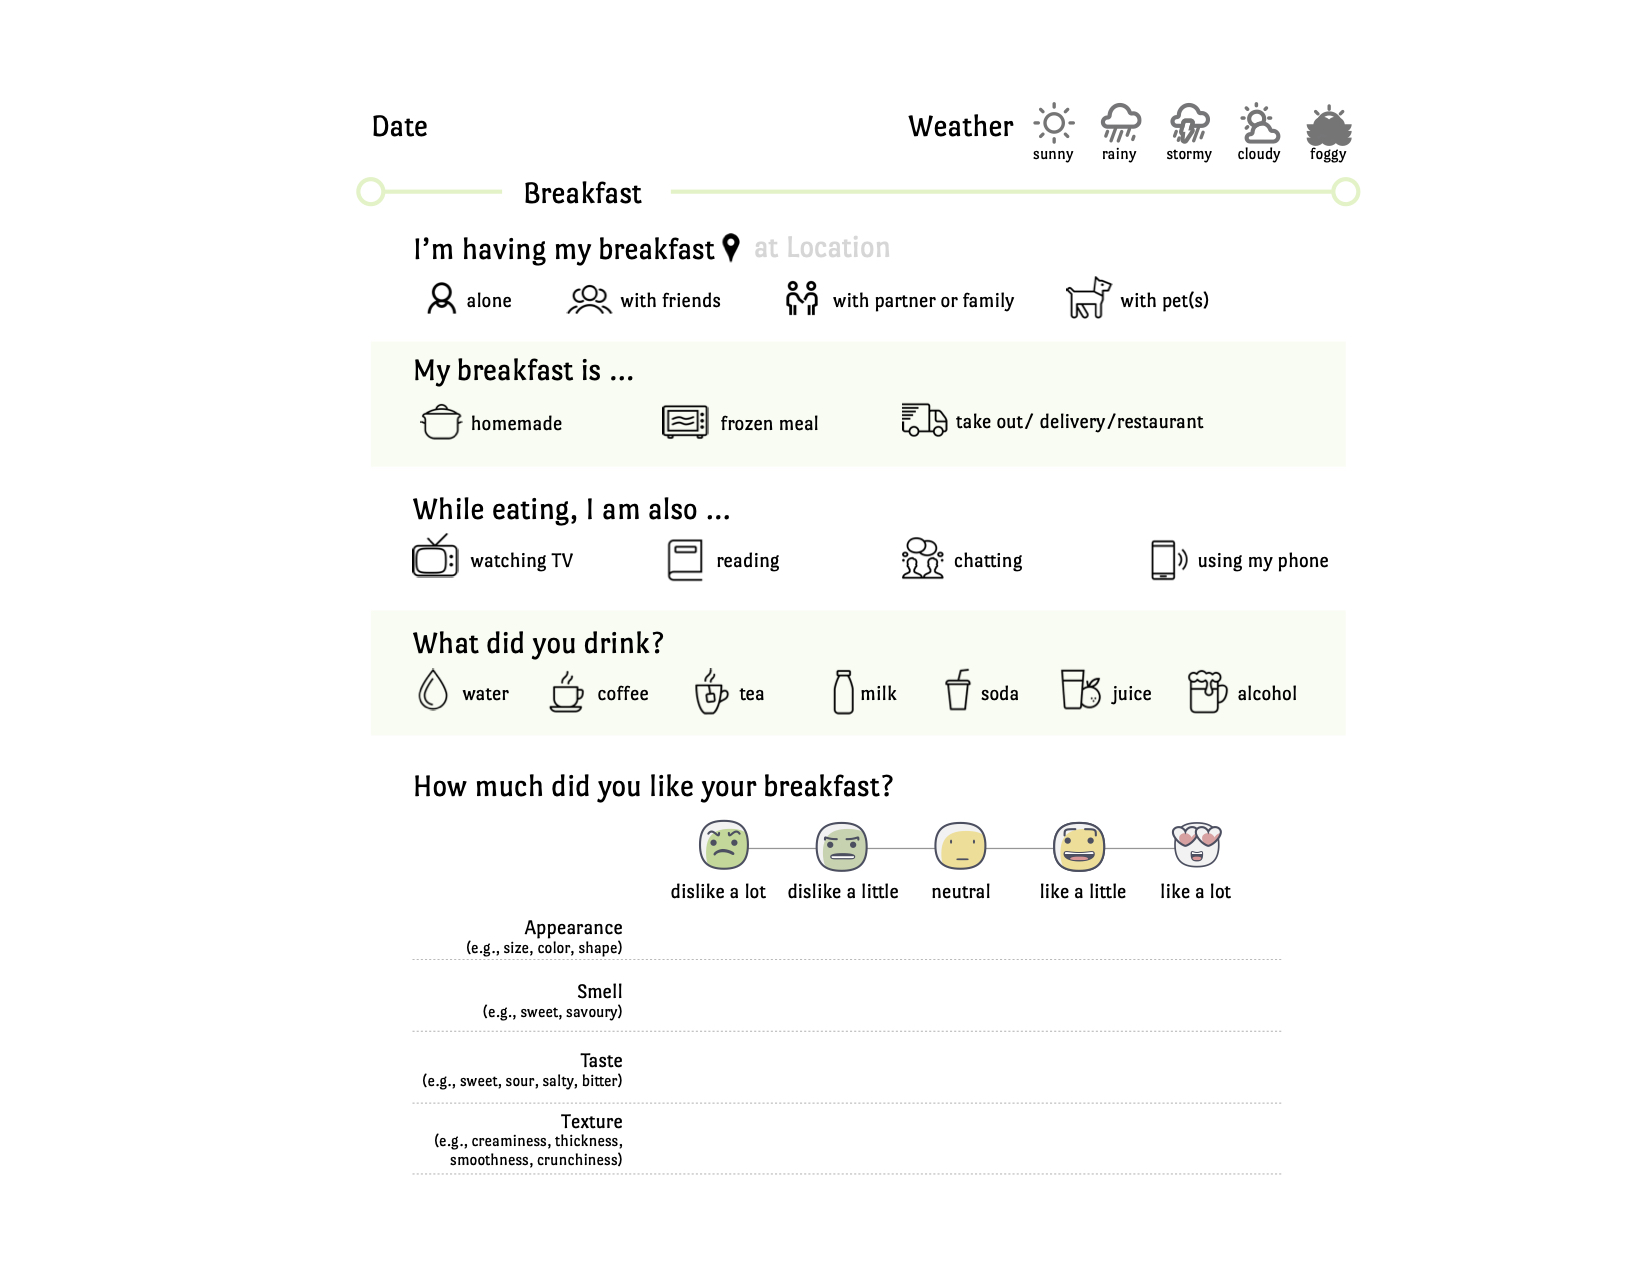 Date
Weather
sunny rainy stormy cloudy foggy
Breakfast
I'm having my breakfast at Location
alone with friends with partner or family with pet(s)
My breakfast is ...
homemade frozen meal take out/ delivery/restaurant
While eating, I am also ...
watching TV reading chatting using my phone
What did you drink?
water coffee tea milk soda juice alcohol
How much did you like your breakfast?
dislike a lot dislike a little neutral like a little like a lot
Appearance
(e.g., size, color, shape)
Smell
(e.g., sweet, savoury)
Taste
(e.g., sweet, sour, salty, bitter)
Texture
(e.g., creaminess, thickness,
smoothness, crunchiness)